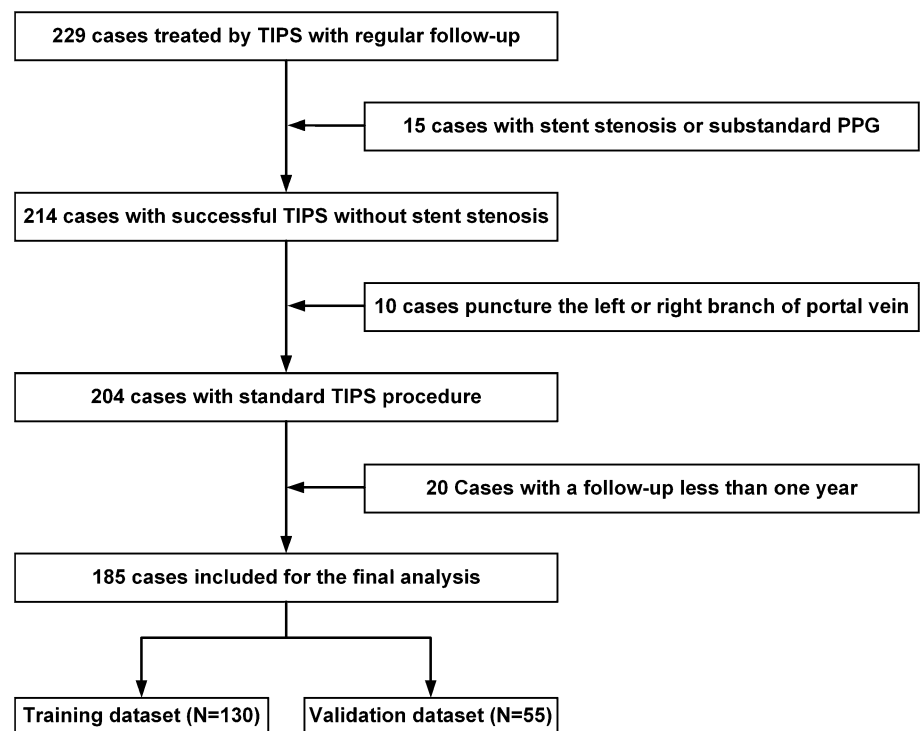 229 cases treated by TIPS with regular follow-up
15 cases with stent stenosis or substandard PPG
214 cases with successful TIPS without stent stenosis
10 cases puncture the left or right branch of portal vein
204 cases with standard TIPS procedure
20 Cases with a follow-up less than one year
185 cases included for the final analysis
Training dataset (N=130)
Validation dataset (N=55)